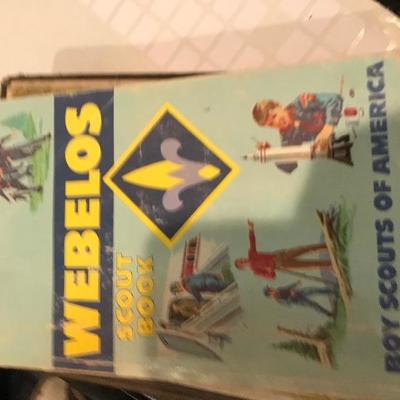 WEBELOS
SCOUT
BOOK
BOY SCOUTS OF AMERICA